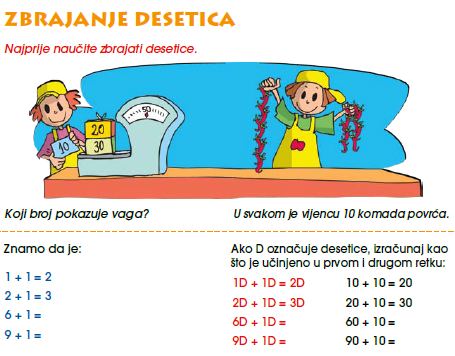 ZBRAJANJE DESETICA
Najprije naučite zbrajati desetice.
50
20
30
10
Koji broj pokazuje vaga?
U svakom je vijencu 10 komada povrća.
Znamo da je:
1 + 1 = 2
2 + 1 = 3
6 + 1 =
9 + 1 =
Ako D označuje desetice, izračunaj kao
što je učinjeno u prvom i drugom retku:
1D + 1D = 2D 10 + 10 = 20
2D + 1D = 3D 20 + 10 = 30
6D + 1D = 60 + 10 =
9D + 1D = 90 + 10 =